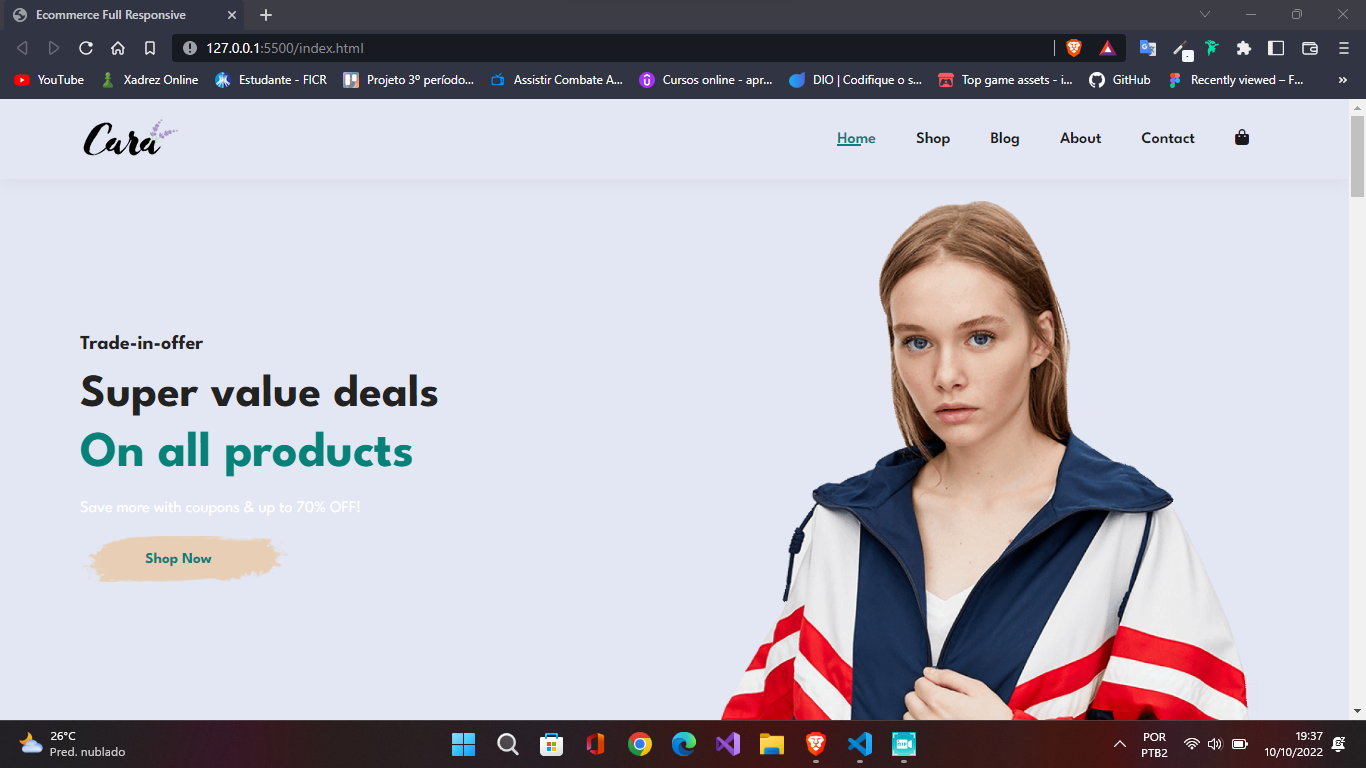 Ecommerce Full Responsive
127.0.0.1:5500/index.html
YouTube
Xadrez Online
Estudante - FICR
Projeto 3º período...
Assistir Combate A...
Cursos online - apr...
DIO | Codifique o s...
Top game assets - i...
GitHub
Recently viewed – F...
Cara
Home
Shop
Blog
About
Contact
Trade-in-offer
Super value deals
On all products
Save more with coupons & up to 70% OFF!
Shop Now
26°C
Pred. nublado
POR
PTB2
19:37
10/10/2022